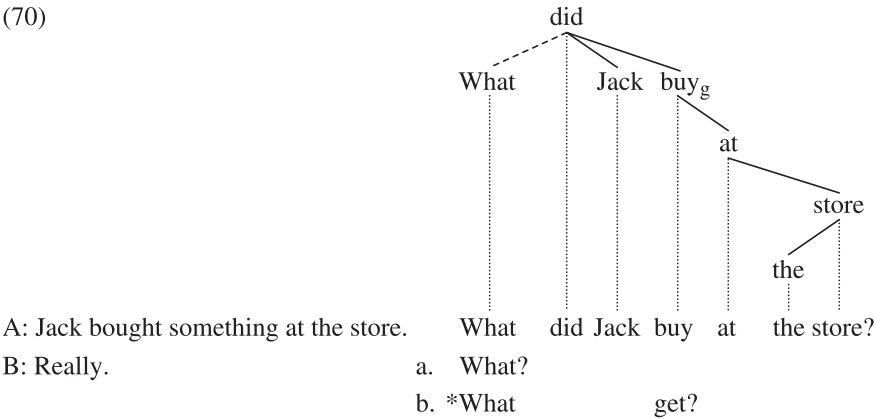 (70)
did
What Jack buyg
at
store
the
A: Jack bought something at the store. What did Jack buy at the store?
B: Really. a. What?
b. *What get?